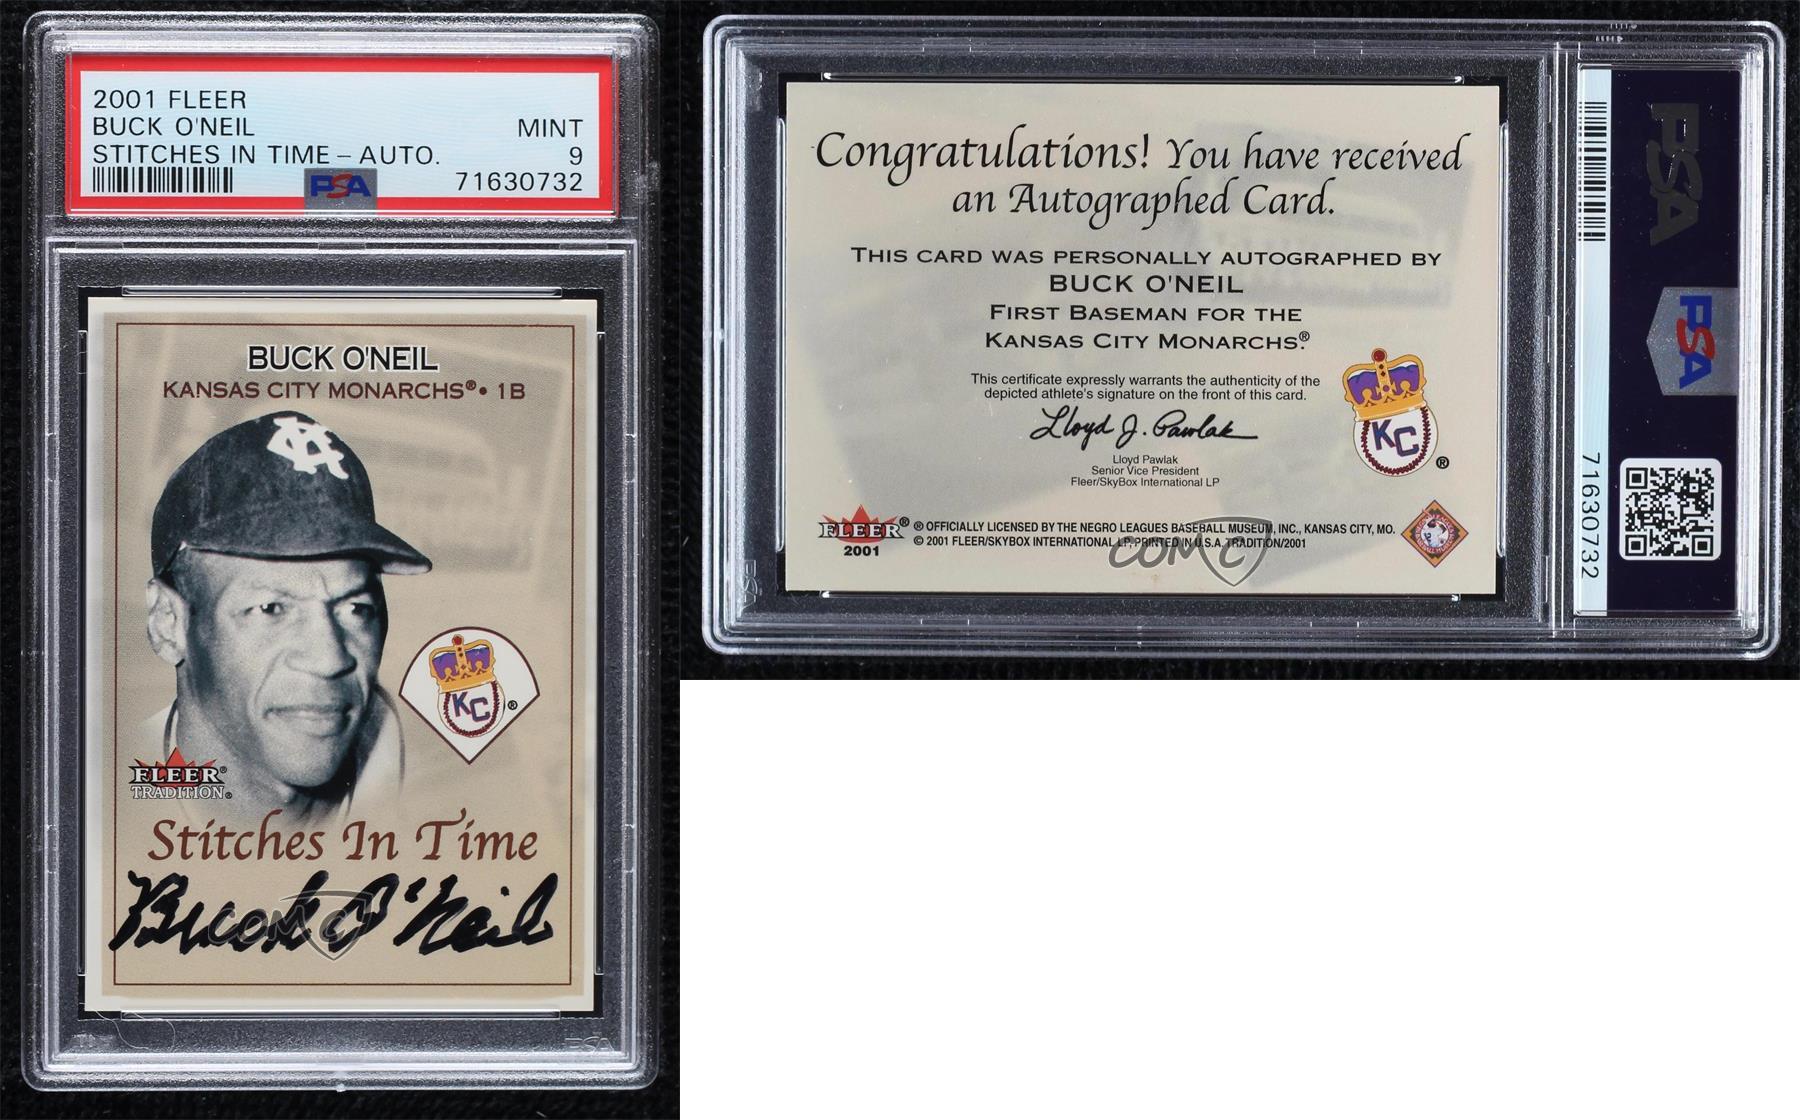 2001 FLEER
BUCK O'NEIL MINT
STITCHES IN TIME – AUTO. 9
PSA 71630732
BUCK O'NEIL
KANSAS CITY MONARCHS® • 1B
KC
KC ®
FLEER®
TRADITION®
Stitches In Time
Buck O'Neil
COMC
PSA
Congratulations! You have received
an Autographed Card.
THIS CARD WAS PERSONALLY AUTOGRAPHED BY
BUCK O'NEIL
FIRST BASEMAN FOR THE
KANSAS CITY MONARCHS®.
This certificate expressly warrants the authenticity of the
depicted athlete's signature on the front of this card.
Lloyd J. Pawlak
Lloyd Pawlak
Senior Vice President
Fleer/SkyBox International LP
KC ®
FLEER®
2001
® OFFICIALLY LICENSED BY THE NEGRO LEAGUES BASEBALL MUSEUM, INC., KANSAS CITY, MO.
© 2001 FLEER/SKYBOX INTERNATIONAL LP, PRINTED IN U.S.A. TRADITION/2001
COMC
PSA
PSA
PSA
71630732